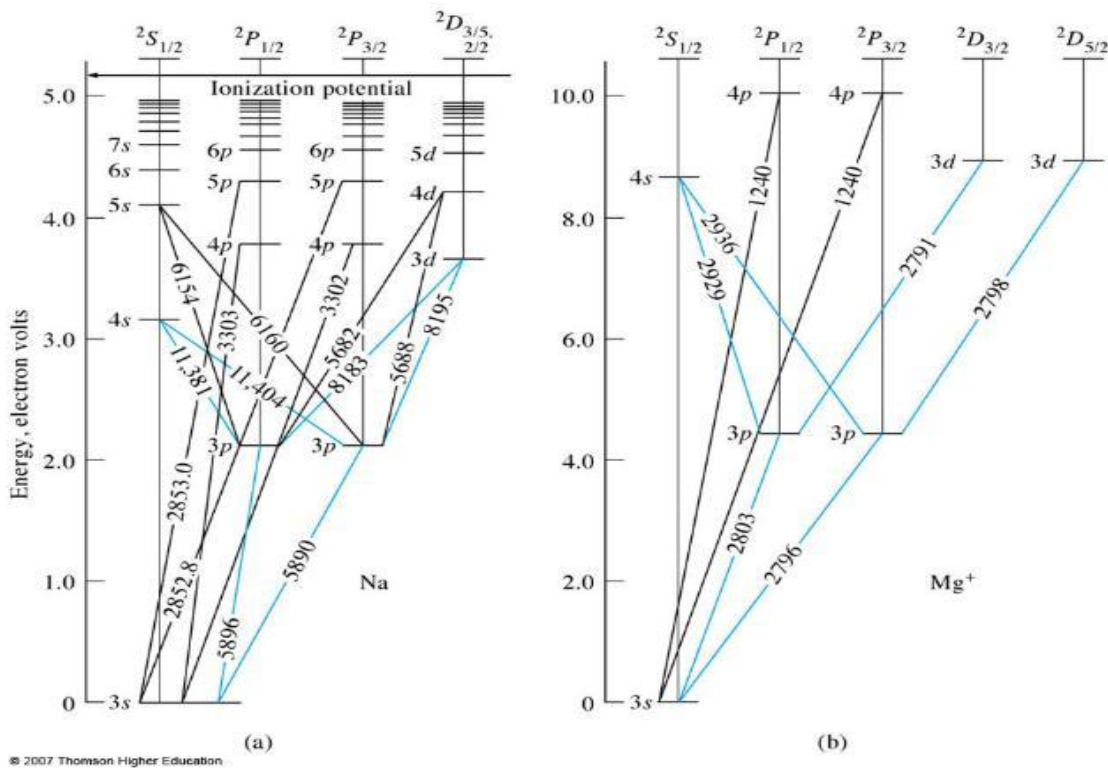 ²S₁/₂ ²P₁/₂ ²P₃/₂ ²D₃/₅, ₂/₂
Ionization potential
5.0
4.0
3.0
2.0
1.0
0
Energy, electron volts
7s
6s
5s
4s
3s
6p
5p
4p
3p
6p
5p
4p
3p
5d
4d
3d
6154
3303
11,381
6160
11,404
3302
5682
8183
5688
8195
2853.0
2852.8
5896
5890
Na
(a)
²S₁/₂ ²P₁/₂ ²P₃/₂ ²D₃/₂ ²D₅/₂
10.0
8.0
6.0
4.0
2.0
0
4s
3s
4p
3p
4p
3p
3d
3d
1240
1240
2936
2929
2791
2798
2803
2796
Mg⁺
(b)
© 2007 Thomson Higher Education